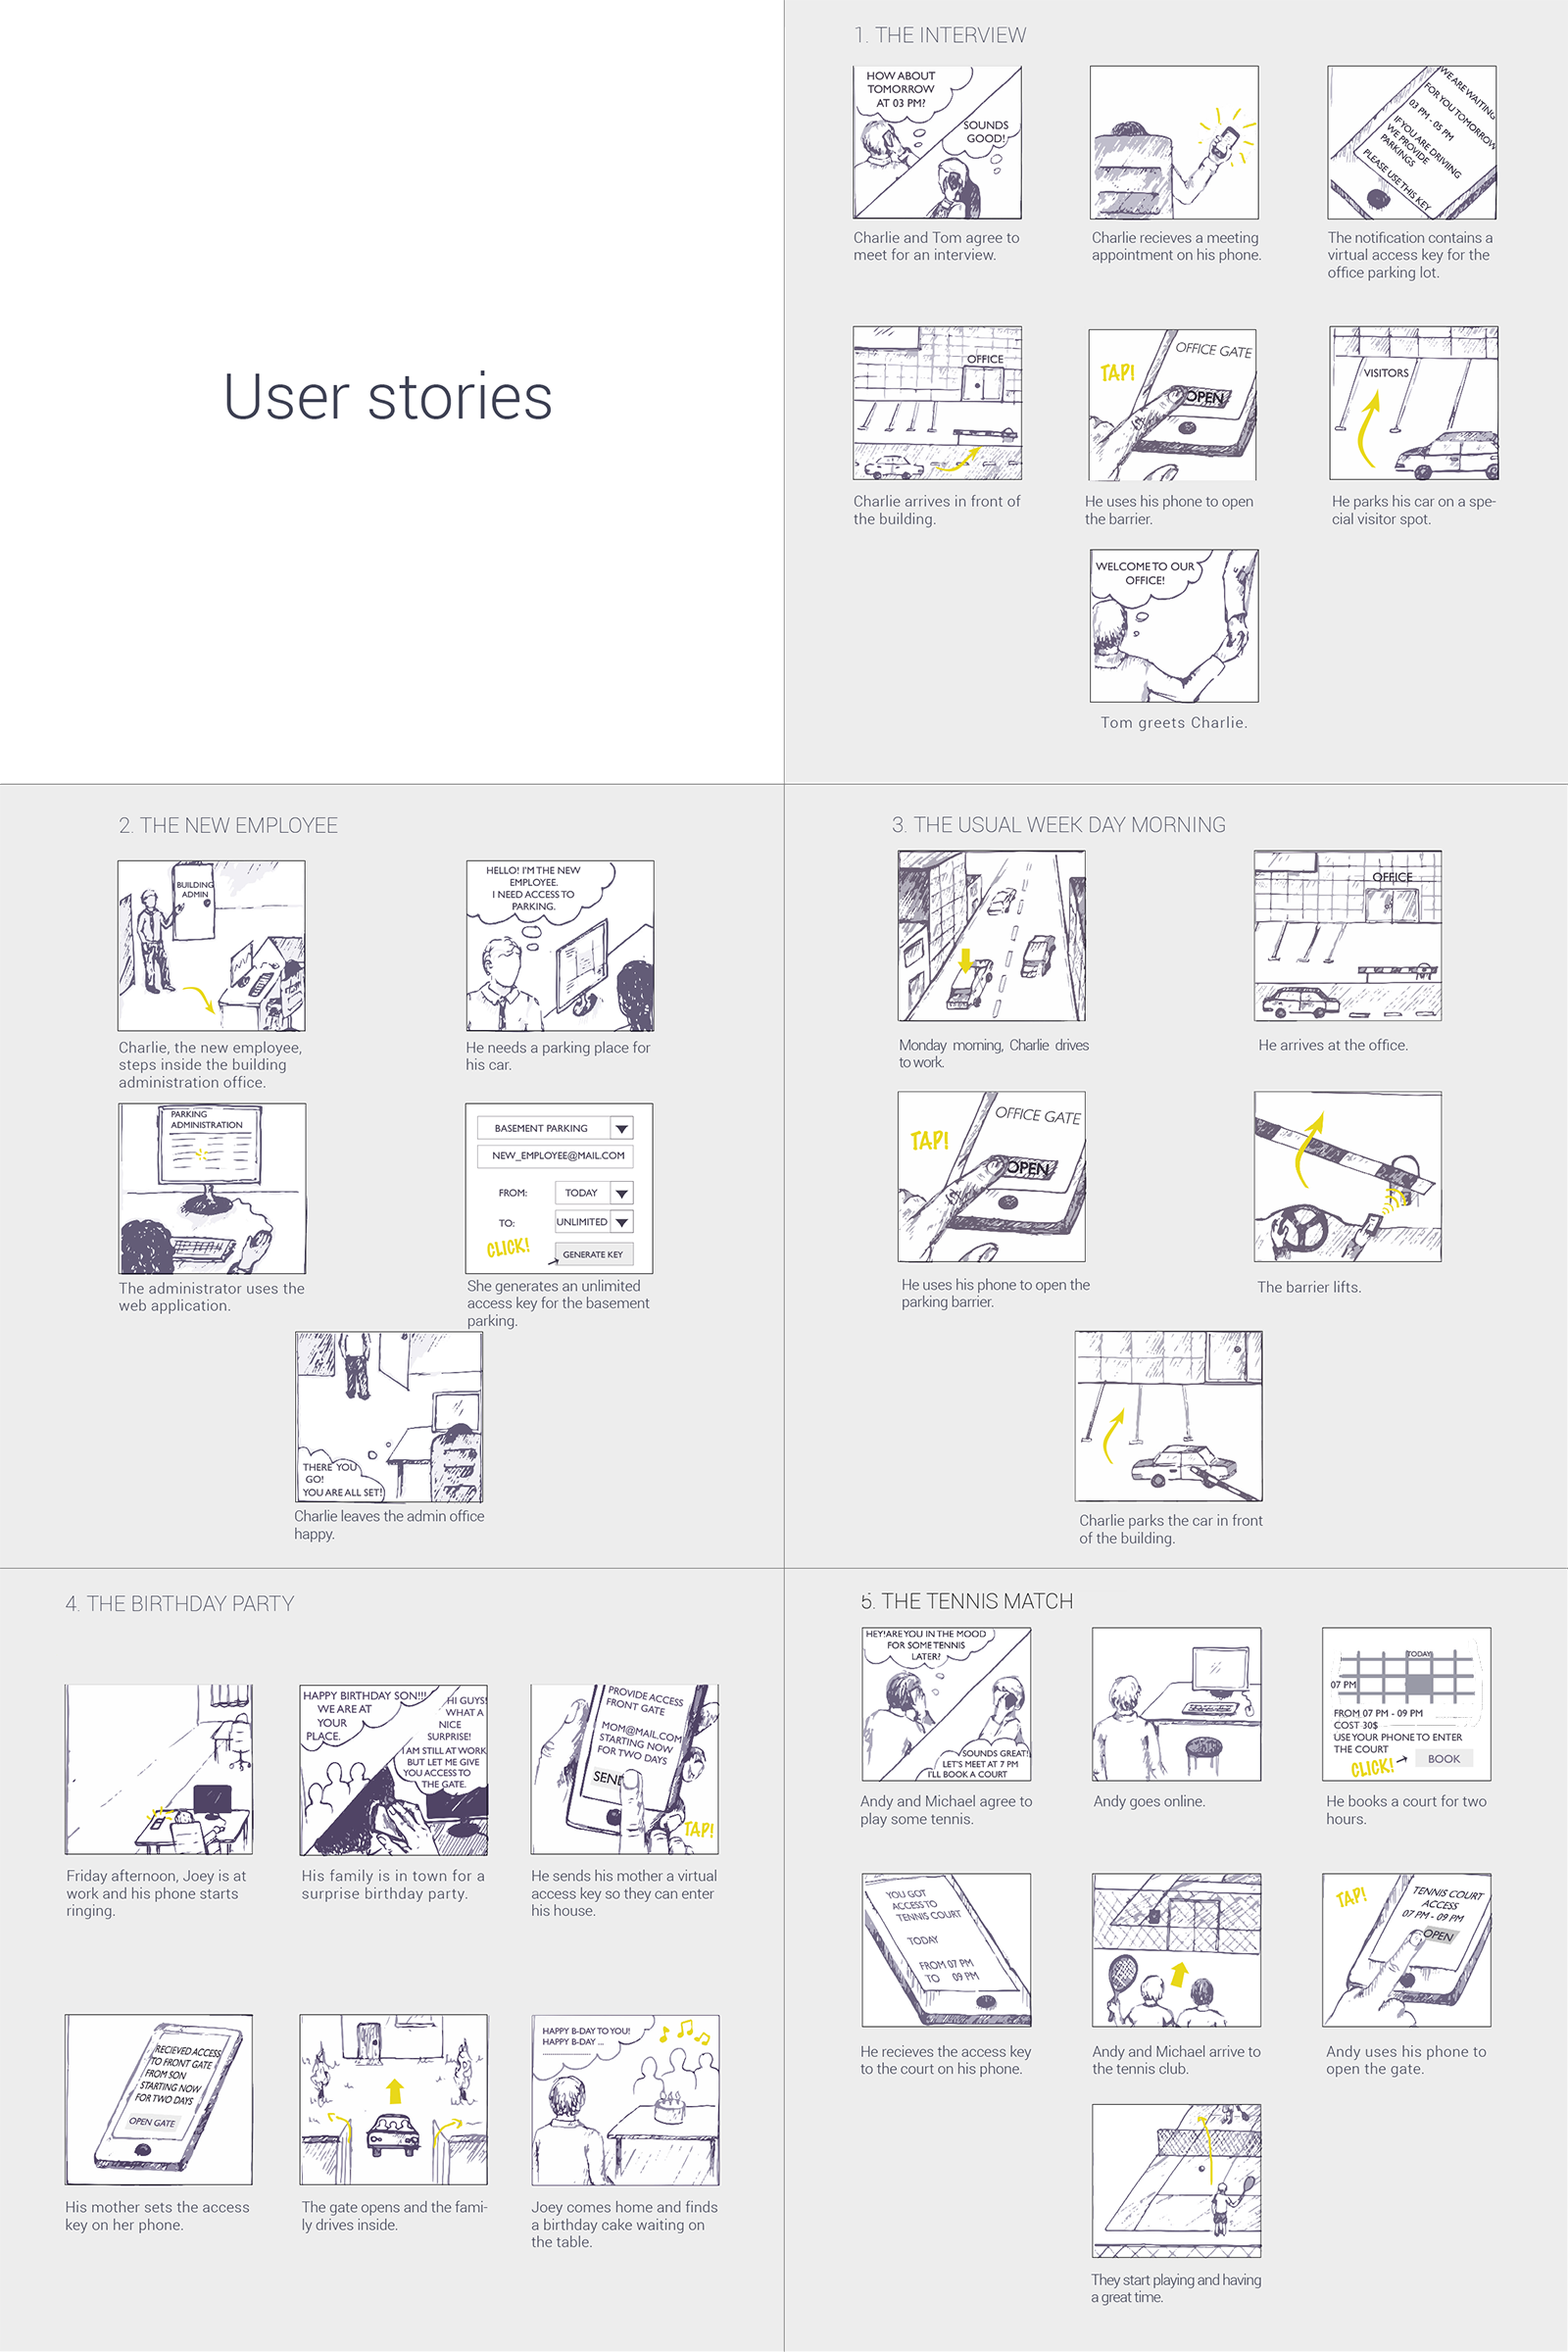 User stories
1. THE INTERVIEW
HOW ABOUT
TOMORROW
AT 03 PM?
SOUNDS
GOOD!
Charlie and Tom agree to
meet for an interview.
Charlie recieves a meeting
appointment on his phone.
WE ARE WAITING
FOR YOU TOMORROW
03 PM - 05 PM
IF YOU ARE DRIVIING
WE PROVIDE
PARKINGS
PLEASE USE THIS KEY
The notification contains a
virtual access key for the
office parking lot.
OFFICE
Charlie arrives in front of
the building.
TAP!
OFFICE GATE
OPEN
He uses his phone to open
the barrier.
VISITORS
He parks his car on a spe-
cial visitor spot.
WELCOME TO OUR
OFFICE!
Tom greets Charlie.
2. THE NEW EMPLOYEE
BUILDING
ADMIN
Charlie, the new employee,
steps inside the building
administration office.
HELLO! I'M THE NEW
EMPLOYEE.
I NEED ACCESS TO
PARKING.
He needs a parking place for
his car.
PARKING
ADMINISTRATION
The administrator uses the
web application.
BASEMENT PARKING
NEW_EMPLOYEE@MAIL.COM
FROM: TODAY
TO: UNLIMITED
CLICK! GENERATE KEY
She generates an unlimited
access key for the basement
parking.
THERE YOU
GO!
YOU ARE ALL SET!
Charlie leaves the admin office
happy.
3. THE USUAL WEEK DAY MORNING
Monday morning, Charlie drives
to work.
OFFICE
He arrives at the office.
TAP!
OFFICE GATE
OPEN
He uses his phone to open the
parking barrier.
The barrier lifts.
Charlie parks the car in front
of the building.
4. THE BIRTHDAY PARTY
Friday afternoon, Joey is at
work and his phone starts
ringing.
HAPPY BIRTHDAY SON!!!
WE ARE AT
YOUR
PLACE.
HI GUYS!
WHAT A
NICE
SURPRISE!
I AM STILL AT WORK
BUT LET ME GIVE
YOU ACCESS TO
THE GATE.
His family is in town for a
surprise birthday party.
PROVIDE ACCESS
FRONT GATE
MOM@MAIL.COM
STARTING NOW
FOR TWO DAYS
SEND
TAP!
He sends his mother a virtual
access key so they can enter
his house.
RECIEVED ACCESS
TO FRONT GATE
FROM SON
STARTING NOW
FOR TWO DAYS
OPEN GATE
His mother sets the access
key on her phone.
The gate opens and the fami-
ly drives inside.
HAPPY B-DAY TO YOU!
HAPPY B-DAY ...
Joey comes home and finds
a birthday cake waiting on
the table.
5. THE TENNIS MATCH
HEY! ARE YOU IN THE MOOD
FOR SOME TENNIS
LATER?
SOUNDS GREAT!
LET'S MEET AT 7 PM
I'LL BOOK A COURT
Andy and Michael agree to
play some tennis.
Andy goes online.
TODAY
07 PM
FROM 07 PM - 09 PM
COST 30$
USE YOUR PHONE TO ENTER
THE COURT
CLICK! BOOK
He books a court for two
hours.
YOU GOT
ACCESS TO
TENNIS COURT
TODAY
FROM 07 PM
TO 09 PM
He recieves the access key
to the court on his phone.
Andy and Michael arrive to
the tennis club.
TAP!
TENNIS COURT
ACCESS
07 PM - 09 PM
OPEN
Andy uses his phone to
open the gate.
They start playing and having
a great time.